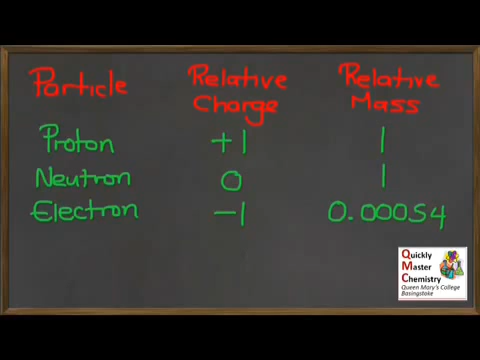 Particle Relative Charge Relative Mass
Proton +1 1
Neutron 0 1
Electron -1 0.00054
Quickly
Master
Chemistry
Queen Mary's College
Basingstoke